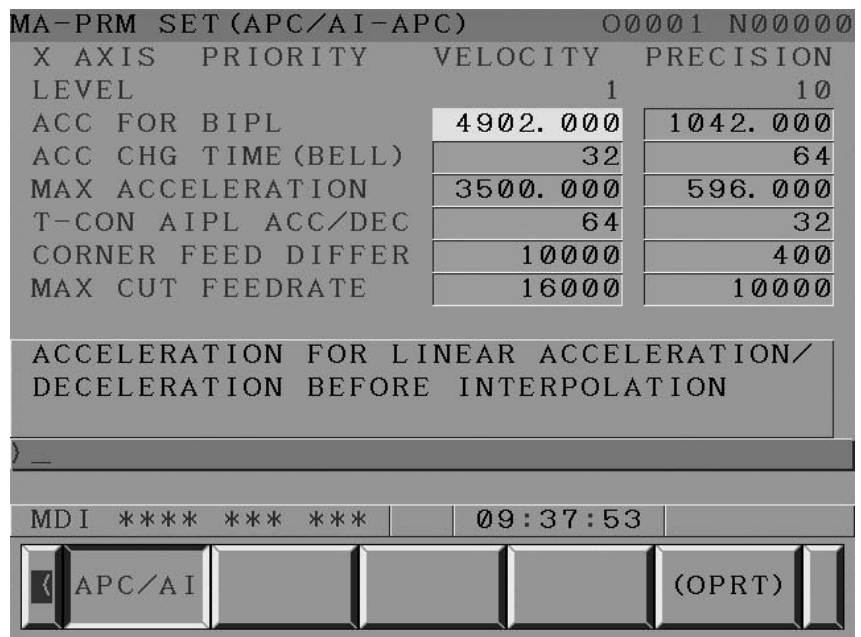 MA-PRM SET(APC/AI-APC) O0001 N00000
X AXIS PRIORITY VELOCITY PRECISION
LEVEL 1 10
ACC FOR BIPL 4902.000 1042.000
ACC CHG TIME(BELL) 32 64
MAX ACCELERATION 3500.000 596.000
T-CON AIPL ACC/DEC 64 32
CORNER FEED DIFFER 10000 400
MAX CUT FEEDRATE 16000 10000
ACCELERATION FOR LINEAR ACCELERATION/
DECELERATION BEFORE INTERPOLATION
>_
MDI **** *** *** 09:37:53
< APC/AI (OPRT)